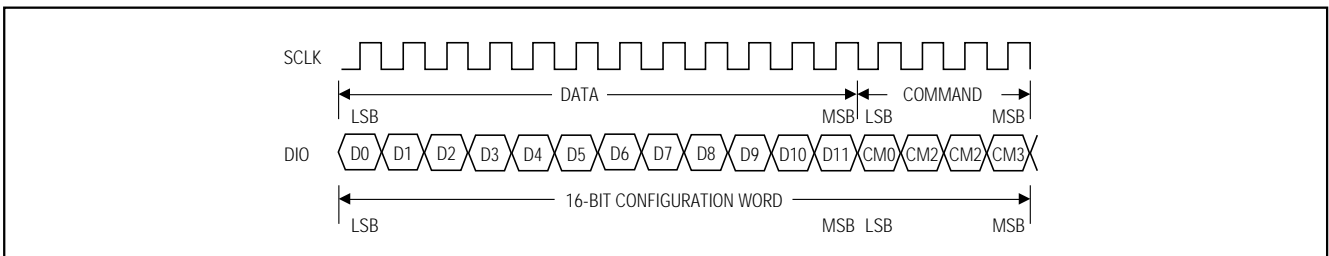 SCLK
DATA COMMAND
LSB MSB LSB MSB
DIO D0 D1 D2 D3 D4 D5 D6 D7 D8 D9 D10 D11 CM0 CM2 CM2 CM3
16-BIT CONFIGURATION WORD
LSB MSB LSB MSB